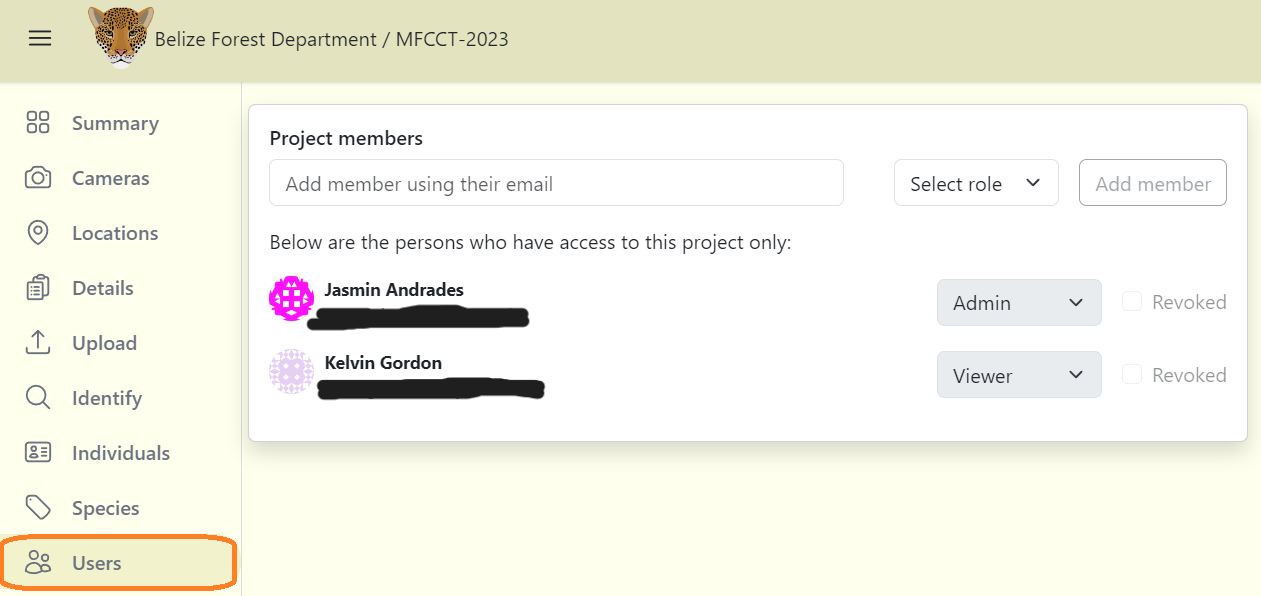 Belize Forest Department / MFCCT-2023
Summary
Cameras
Locations
Details
Upload
Identify
Individuals
Species
Users
Project members
Add member using their email
Select role
Add member
Below are the persons who have access to this project only:
Jasmin Andrades
Admin
Revoked
Kelvin Gordon
Viewer
Revoked